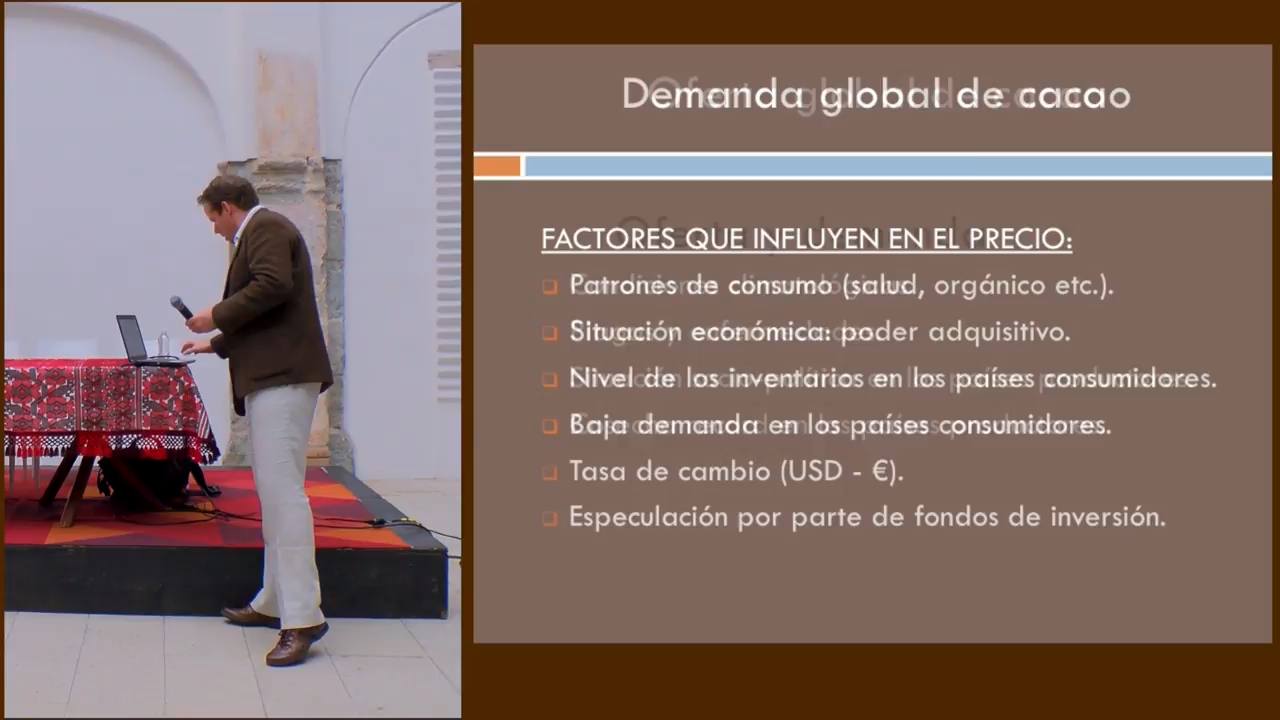 Demanda global de cacao
FACTORES QUE INFLUYEN EN EL PRECIO:
Patrones de consumo (salud, orgánico etc.).
Situación económica: poder adquisitivo.
Nivel de los inventarios en los países consumidores.
Baja demanda en los países consumidores.
Tasa de cambio (USD - €).
Especulación por parte de fondos de inversión.